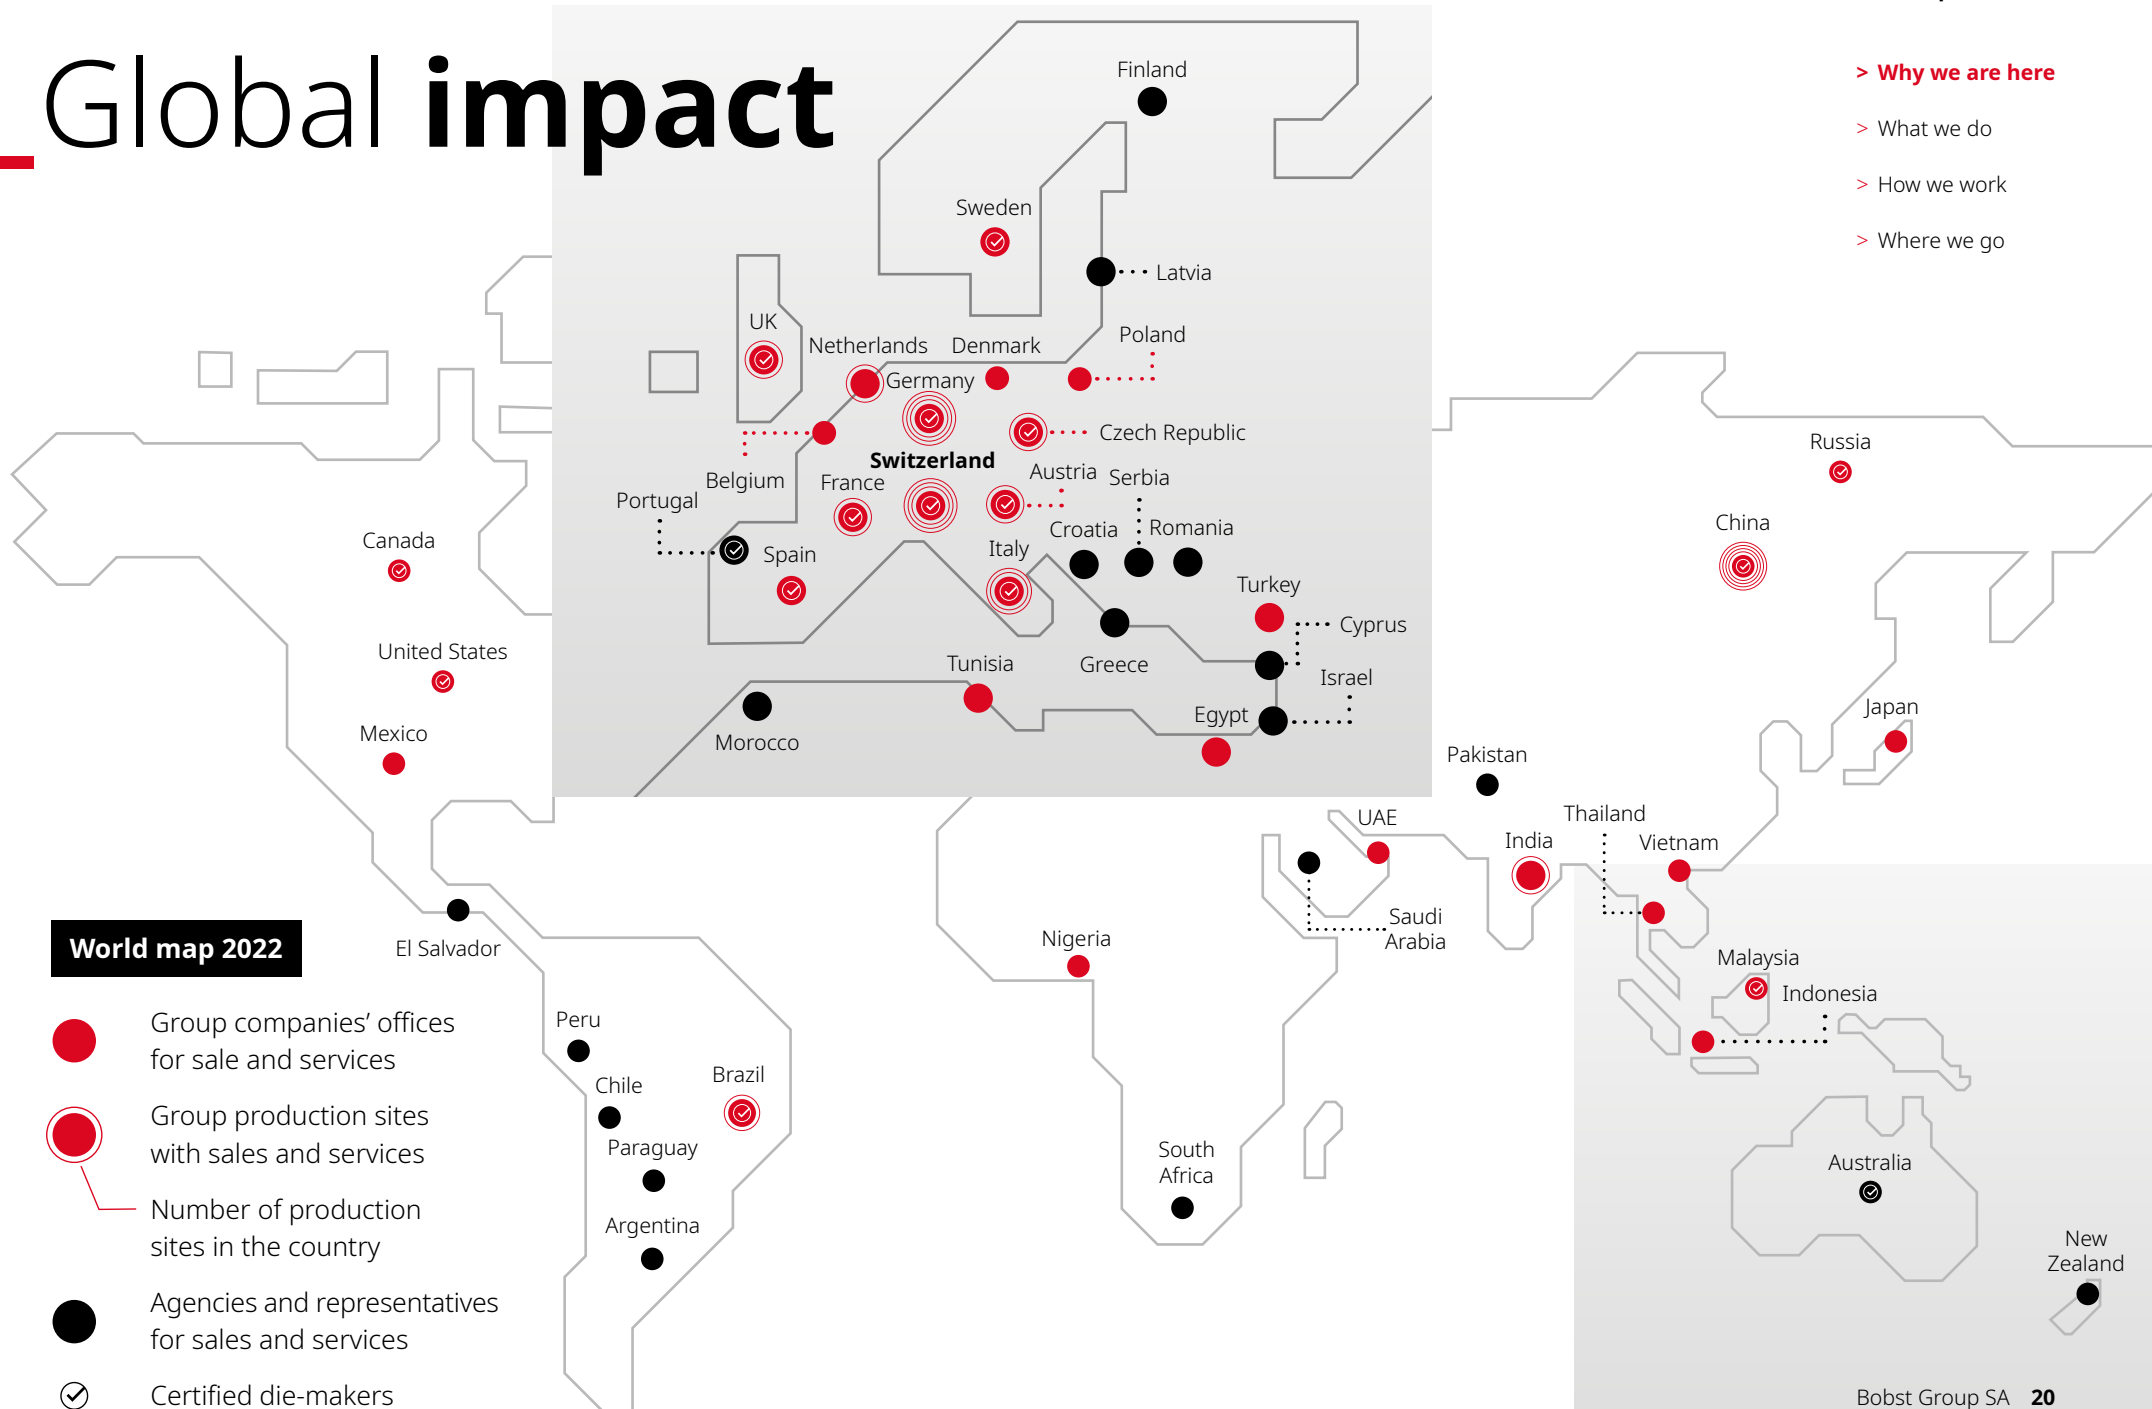 Global impact
> Why we are here
> What we do
> How we work
> Where we go
Finland
Sweden
Latvia
UK
Netherlands
Denmark
Poland
Germany
Czech Republic
Switzerland
Belgium
France
Austria
Serbia
Portugal
Croatia
Romania
Spain
Italy
Turkey
Cyprus
Tunisia
Greece
Israel
Egypt
Morocco
Canada
United States
Mexico
El Salvador
Peru
Chile
Brazil
Paraguay
Argentina
Russia
China
Japan
Pakistan
UAE
Thailand
India
Vietnam
Saudi
Arabia
Nigeria
Malaysia
Indonesia
South
Africa
Australia
New
Zealand
World map 2022
Group companies’ offices
for sale and services
Group production sites
with sales and services
Number of production
sites in the country
Agencies and representatives
for sales and services
Certified die-makers
Bobst Group SA 20